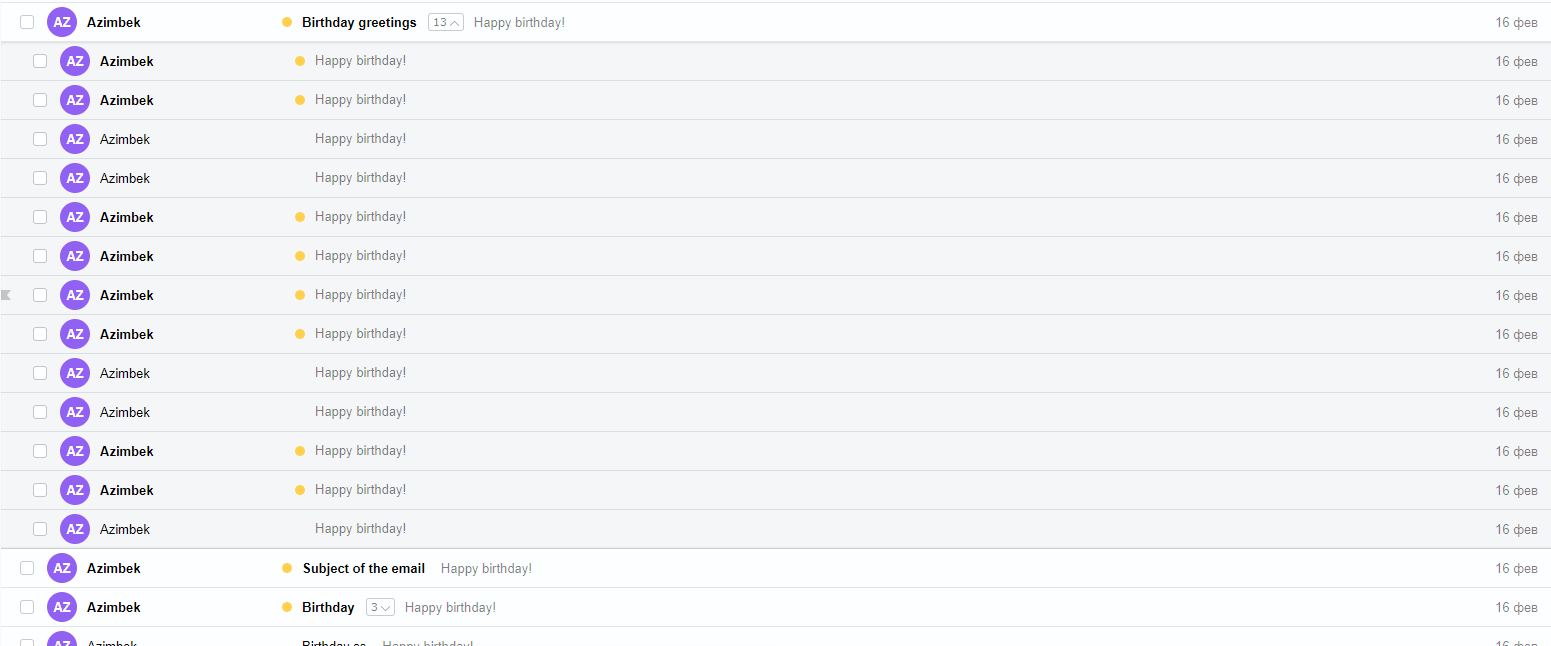 AZ Azimbek Birthday greetings 13 Happy birthday! 16 фев
AZ Azimbek Happy birthday! 16 фев
AZ Azimbek Happy birthday! 16 фев
AZ Azimbek Happy birthday! 16 фев
AZ Azimbek Happy birthday! 16 фев
AZ Azimbek Happy birthday! 16 фев
AZ Azimbek Happy birthday! 16 фев
AZ Azimbek Happy birthday! 16 фев
AZ Azimbek Happy birthday! 16 фев
AZ Azimbek Happy birthday! 16 фев
AZ Azimbek Happy birthday! 16 фев
AZ Azimbek Happy birthday! 16 фев
AZ Azimbek Happy birthday! 16 фев
AZ Azimbek Happy birthday! 16 фев
AZ Azimbek Subject of the email Happy birthday! 16 фев
AZ Azimbek Birthday 3 Happy birthday! 16 фев
AZ Azimbek Birthday Happy birthday! 16 фев